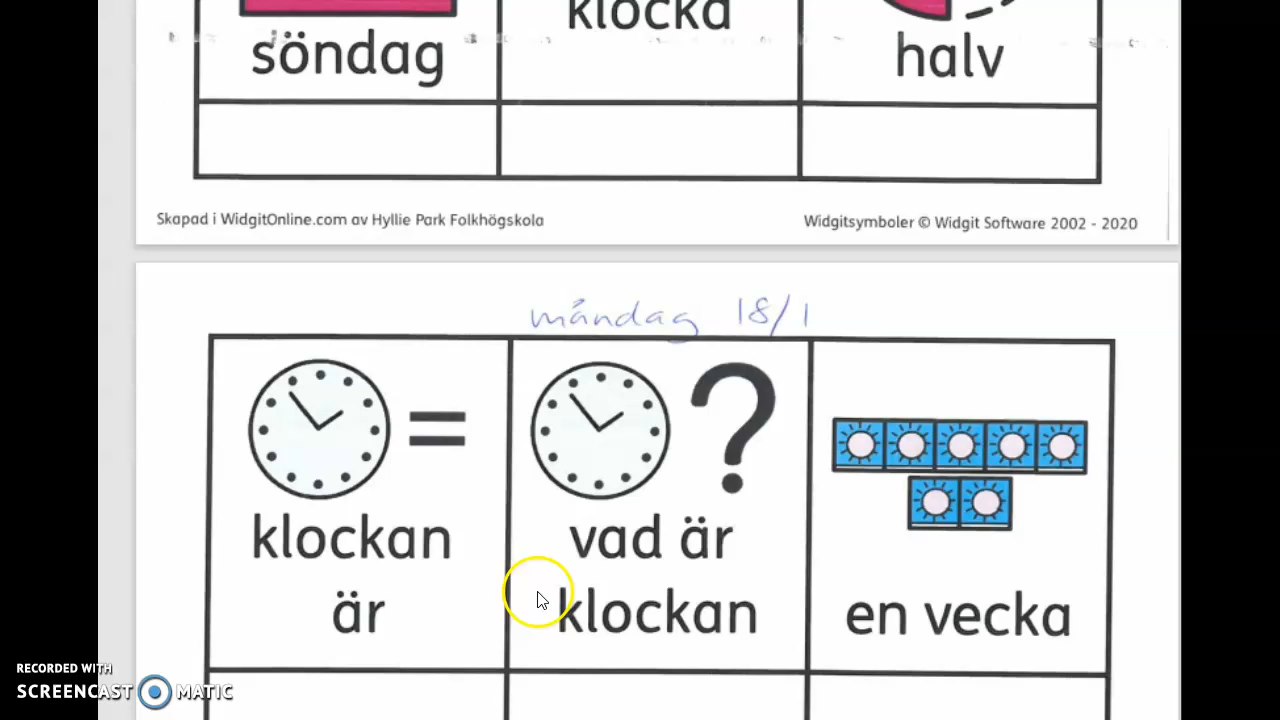 klocka
söndag
halv
Skapad i WidgitOnline.com av Hyllie Park Folkhögskola
Widgitsymboler © Widgit Software 2002 - 2020
måndag 18/1
=
?
klockan
är
vad är
klockan
en vecka
RECORDED WITH
SCREENCAST MATIC